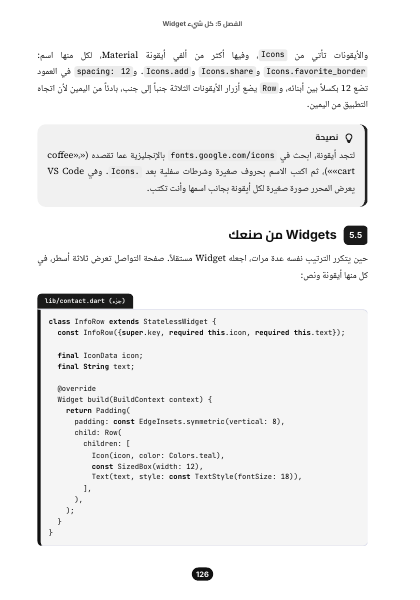 الفصل 5: كل شيء Widget
والأيقونات تأتي من Icons، وفيها أكثر من ألفي أيقونة Material، لكل منها اسم:
Icons.favorite_border و Icons.share و Icons.add. و spacing: 12 في العمود
تضع 12 بكسلاً بين أبنائه، و Row يضع أزرار الأيقونات الثلاثة جنباً إلى جنب، بادئاً من اليمين لأن اتجاه
التطبيق من اليمين.
نصيحة
لتجد أيقونة، ابحث في fonts.google.com/icons بالإنجليزية عما تقصده («coffee»،
«cart»)، ثم اكتب الاسم بحروف صغيرة وشرطات سفلية بعد Icons. . وفي VS Code
يعرض المحرر صورة صغيرة لكل أيقونة بجانب اسمها وأنت تكتب.
5.5 Widgets من صنعك
حين يتكرر الترتيب نفسه عدة مرات، اجعله Widget مستقلاً. صفحة التواصل تعرض ثلاثة أسطر، في
كل منها أيقونة ونص:
lib/contact.dart (جزء)
class InfoRow extends StatelessWidget {
  const InfoRow({super.key, required this.icon, required this.text});
  final IconData icon;
  final String text;
  @override
  Widget build(BuildContext context) {
    return Padding(
      padding: const EdgeInsets.symmetric(vertical: 8),
      child: Row(
        children: [
          Icon(icon, color: Colors.teal),
          const SizedBox(width: 12),
          Text(text, style: const TextStyle(fontSize: 18)),
        ],
      ),
    );
  }
}
126